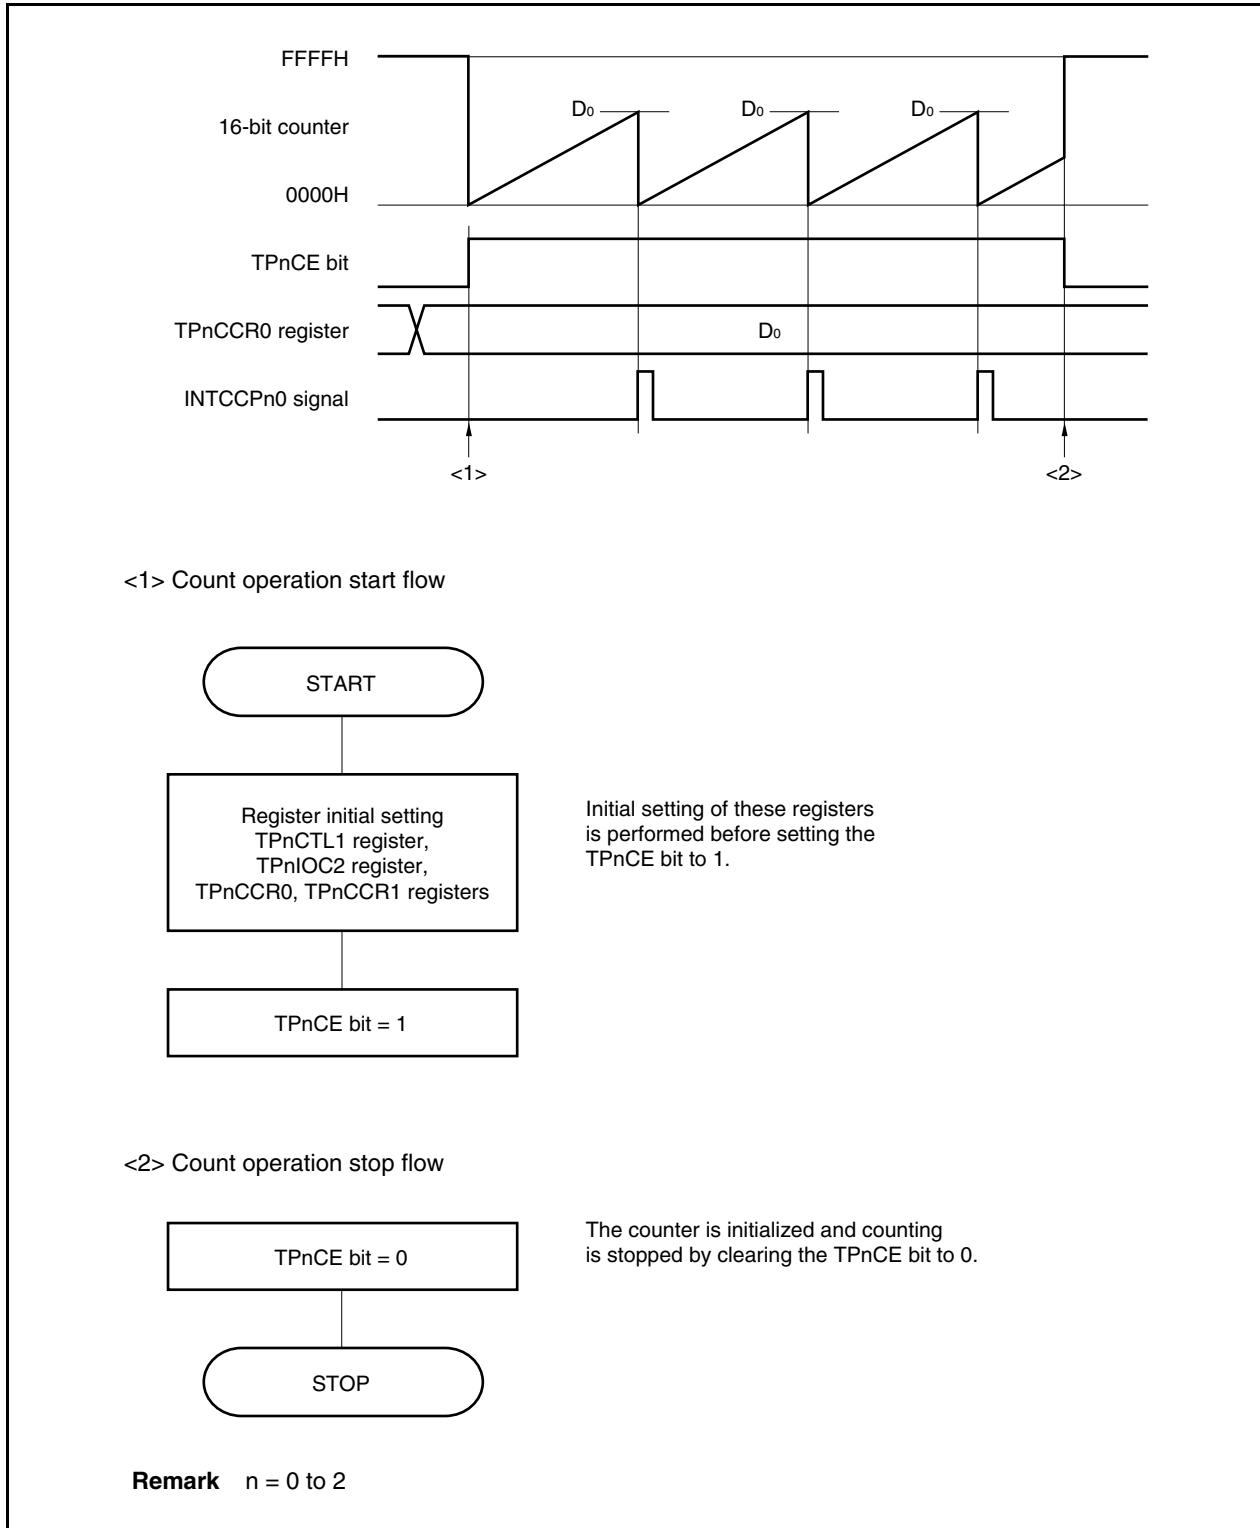 FFFFH
D0 D0 D0
16-bit counter
0000H
TPnCE bit
TPnCCR0 register D0
INTCCPn0 signal
<1> <2>
<1> Count operation start flow
START
Register initial setting
TPnCTL1 register,
TPnIOC2 register,
TPnCCR0, TPnCCR1 registers
Initial setting of these registers
is performed before setting the
TPnCE bit to 1.
TPnCE bit = 1
<2> Count operation stop flow
TPnCE bit = 0
The counter is initialized and counting
is stopped by clearing the TPnCE bit to 0.
STOP
Remark n = 0 to 2